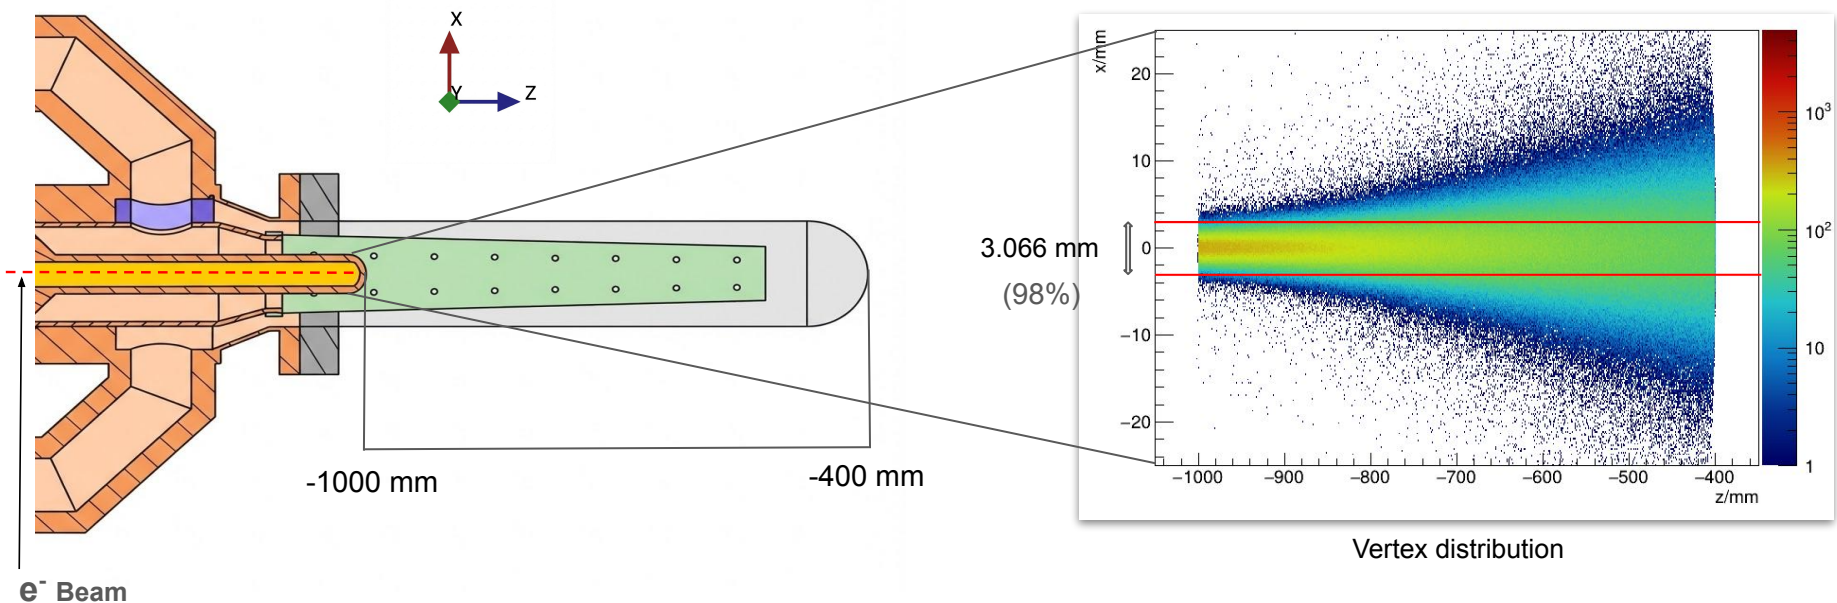 X
Y
Z
-1000 mm
-400 mm
e- Beam
3.066 mm
(98%)
x/mm
20
10
0
−10
−20
−1000 −900 −800 −700 −600 −500 −400
z/mm
10³
10²
10
1
Vertex distribution